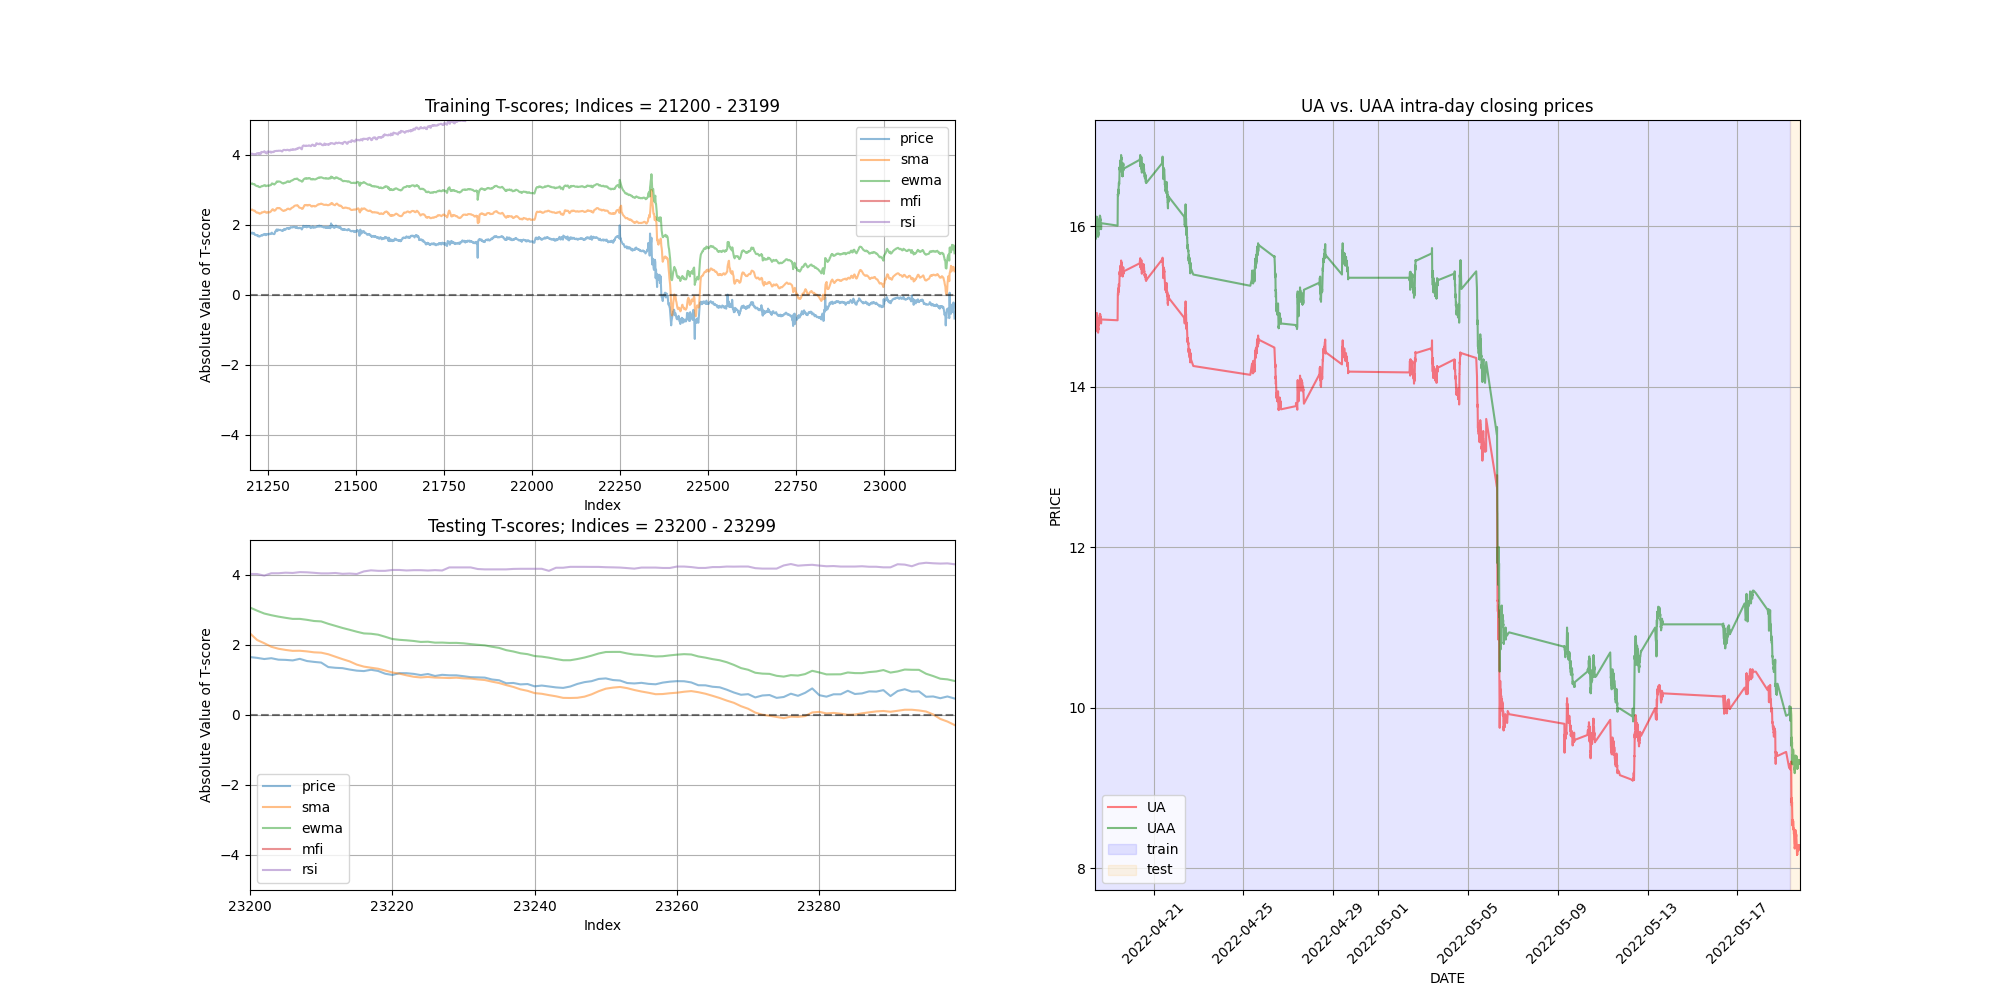 Training T-scores; Indices = 21200 - 23199
Absolute Value of T-score
4
2
0
−2
−4
price
sma
ewma
mfi
rsi
21250 21500 21750 22000 22250 22500 22750 23000
Index
Testing T-scores; Indices = 23200 - 23299
Absolute Value of T-score
4
2
0
−2
−4
price
sma
ewma
mfi
rsi
23200 23220 23240 23260 23280
Index
UA vs. UAA intra-day closing prices
PRICE
16
14
12
10
8
UA
UAA
train
test
2022-04-21 2022-04-25 2022-04-29 2022-05-01 2022-05-05 2022-05-09 2022-05-13 2022-05-17
DATE